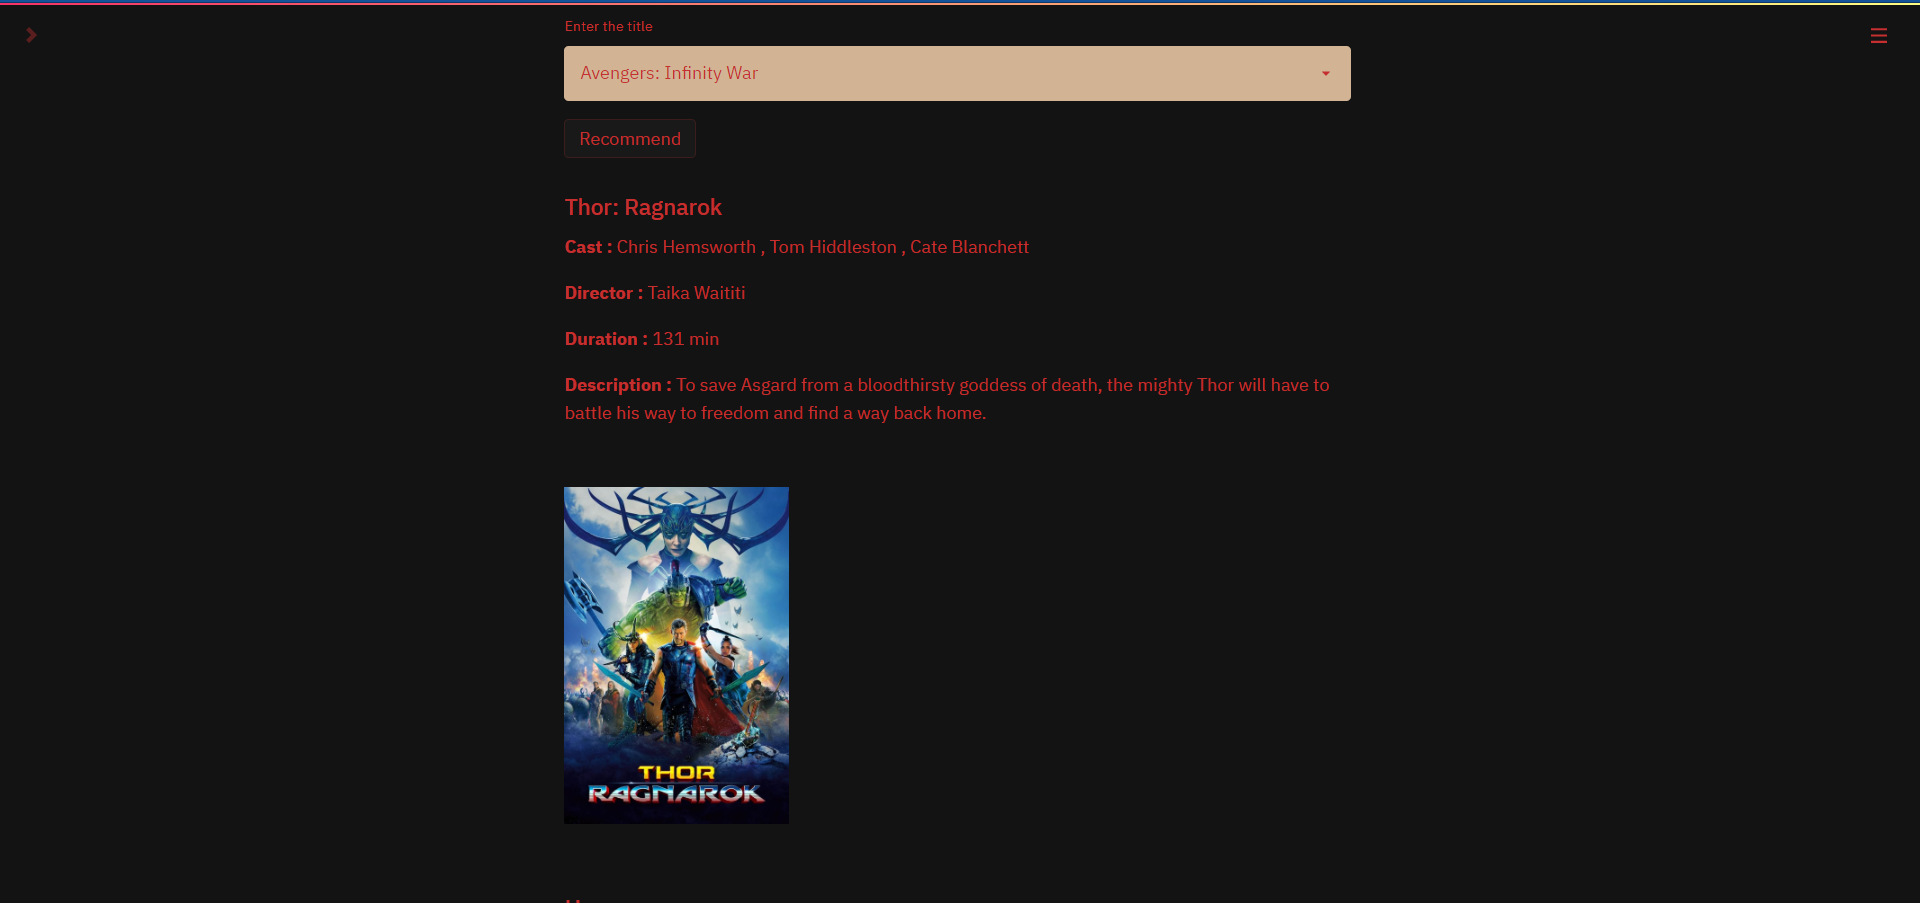 Enter the title
Avengers: Infinity War
Recommend
Thor: Ragnarok
Cast : Chris Hemsworth , Tom Hiddleston , Cate Blanchett
Director : Taika Waititi
Duration : 131 min
Description : To save Asgard from a bloodthirsty goddess of death, the mighty Thor will have to
battle his way to freedom and find a way back home.
THOR
RAGNAROK